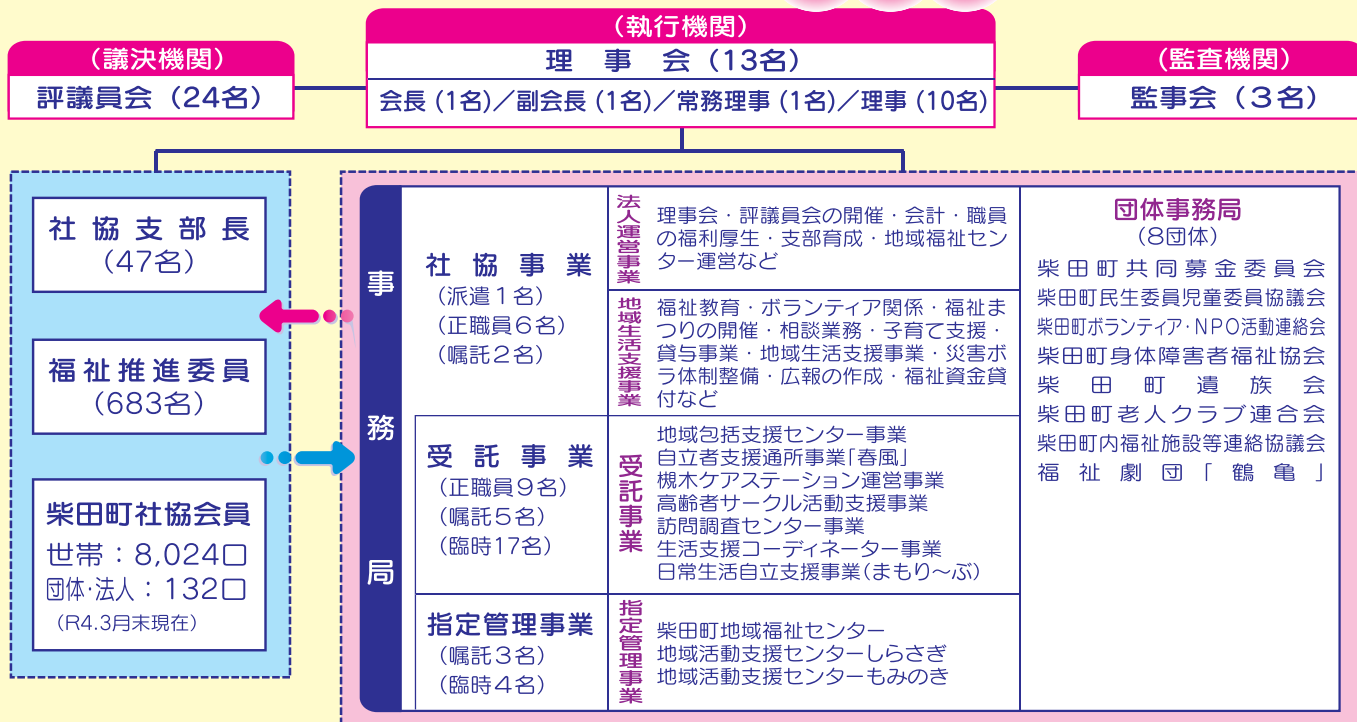 (議決機関)
評議員会 (24名)
(執行機関)
理事会 (13名)
会長 (1名)/副会長 (1名)/常務理事 (1名)/理事 (10名)
(監査機関)
監事会 (3名)
社協支部長
(47名)
福祉推進委員
(683名)
柴田町社協会員
世帯:8,024口
団体・法人:132口
(R4.3月末現在)
事務局
社協事業
(派遣1名)
(正職員6名)
(嘱託2名)
法人運営事業
理事会・評議員会の開催・会計・職員
の福利厚生・支部育成・地域福祉セン
ター運営など
地域生活支援事業
福祉教育・ボランティア関係・福祉ま
つりの開催・相談業務・子育て支援・
貸与事業・地域生活支援事業・災害ボ
ラ体制整備・広報の作成・福祉資金貸
付など
受託事業
(正職員9名)
(嘱託5名)
(臨時17名)
受託事業
地域包括支援センター事業
自立者支援通所事業「春風」
槻木ケアステーション運営事業
高齢者サークル活動支援事業
訪問調査センター事業
生活支援コーディネーター事業
日常生活自立支援事業(まもり~ぶ)
指定管理事業
(嘱託3名)
(臨時4名)
指定管理事業
柴田町地域福祉センター
地域活動支援センターしらさぎ
地域活動支援センターもみのき
団体事務局
(8団体)
柴田町共同募金委員会
柴田町民生委員児童委員協議会
柴田町ボランティア・NPO活動連絡会
柴田町身体障害者福祉協会
柴田町遺族会
柴田町老人クラブ連合会
柴田町内福祉施設等連絡協議会
福祉劇団「鶴亀」